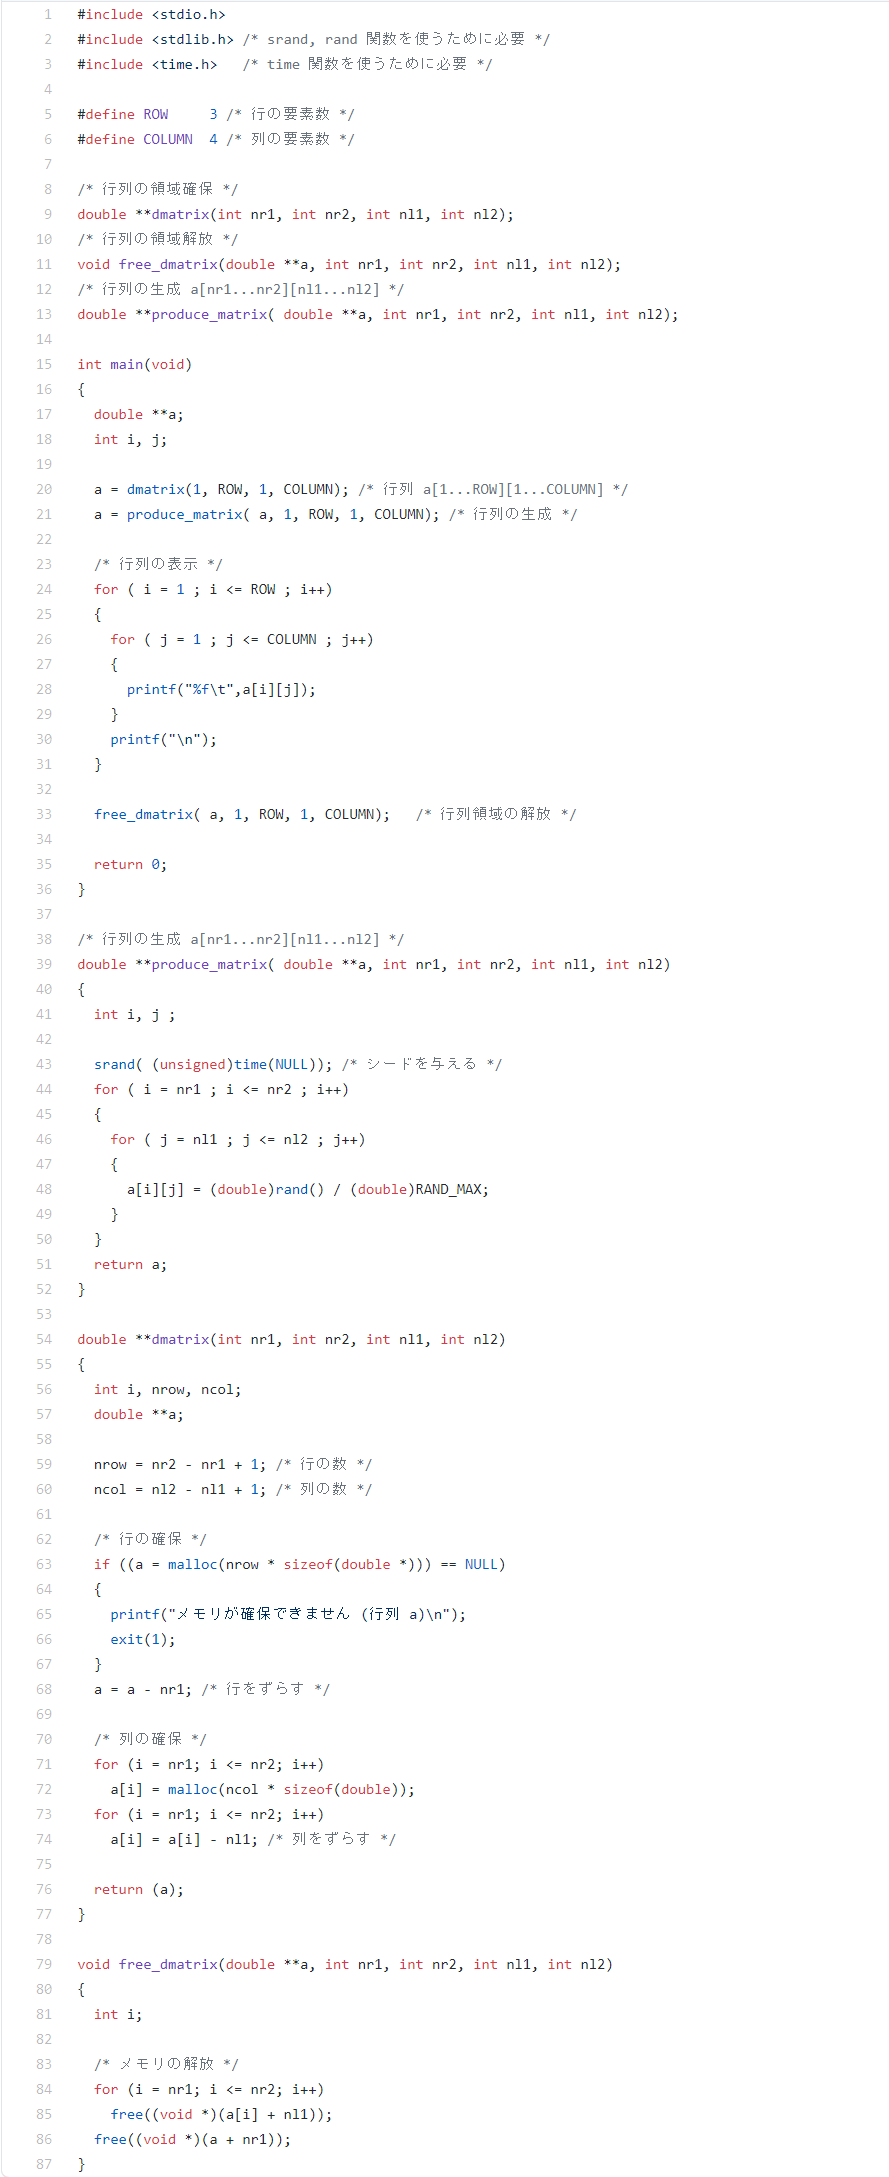 1 #include <stdio.h>
2 #include <stdlib.h> /* srand, rand 関数を使うために必要 */
3 #include <time.h>   /* time 関数を使うために必要 */
4
5 #define ROW     3 /* 行の要素数 */
6 #define COLUMN  4 /* 列の要素数 */
7
8 /* 行列の領域確保 */
9 double **dmatrix(int nr1, int nr2, int nl1, int nl2);
10 /* 行列の領域解放 */
11 void free_dmatrix(double **a, int nr1, int nr2, int nl1, int nl2);
12 /* 行列の生成 a[nr1...nr2][nl1...nl2] */
13 double **produce_matrix( double **a, int nr1, int nr2, int nl1, int nl2);
14
15 int main(void)
16 {
17   double **a;
18   int i, j;
19
20   a = dmatrix(1, ROW, 1, COLUMN); /* 行列 a[1...ROW][1...COLUMN] */
21   a = produce_matrix( a, 1, ROW, 1, COLUMN); /* 行列の生成 */
22
23   /* 行列の表示 */
24   for ( i = 1 ; i <= ROW ; i++)
25   {
26     for ( j = 1 ; j <= COLUMN ; j++)
27     {
28       printf("%f\t",a[i][j]);
29     }
30     printf("\n");
31   }
32
33   free_dmatrix( a, 1, ROW, 1, COLUMN);   /* 行列領域の解放 */
34
35   return 0;
36 }
37
38 /* 行列の生成 a[nr1...nr2][nl1...nl2] */
39 double **produce_matrix( double **a, int nr1, int nr2, int nl1, int nl2)
40 {
41   int i, j ;
42
43   srand( (unsigned)time(NULL)); /* シードを与える */
44   for ( i = nr1 ; i <= nr2 ; i++)
45   {
46     for ( j = nl1 ; j <= nl2 ; j++)
47     {
48       a[i][j] = (double)rand() / (double)RAND_MAX;
49     }
50   }
51   return a;
52 }
53
54 double **dmatrix(int nr1, int nr2, int nl1, int nl2)
55 {
56   int i, nrow, ncol;
57   double **a;
58
59   nrow = nr2 - nr1 + 1; /* 行の数 */
60   ncol = nl2 - nl1 + 1; /* 列の数 */
61
62   /* 行の確保 */
63   if ((a = malloc(nrow * sizeof(double *))) == NULL)
64   {
65     printf("メモリが確保できません (行列 a)\n");
66     exit(1);
67   }
68   a = a - nr1; /* 行をずらす */
69
70   /* 列の確保 */
71   for (i = nr1; i <= nr2; i++)
72     a[i] = malloc(ncol * sizeof(double));
73   for (i = nr1; i <= nr2; i++)
74     a[i] = a[i] - nl1; /* 列をずらす */
75
76   return (a);
77 }
78
79 void free_dmatrix(double **a, int nr1, int nr2, int nl1, int nl2)
80 {
81   int i;
82
83   /* メモリの解放 */
84   for (i = nr1; i <= nr2; i++)
85     free((void *)(a[i] + nl1));
86   free((void *)(a + nr1));
87 }